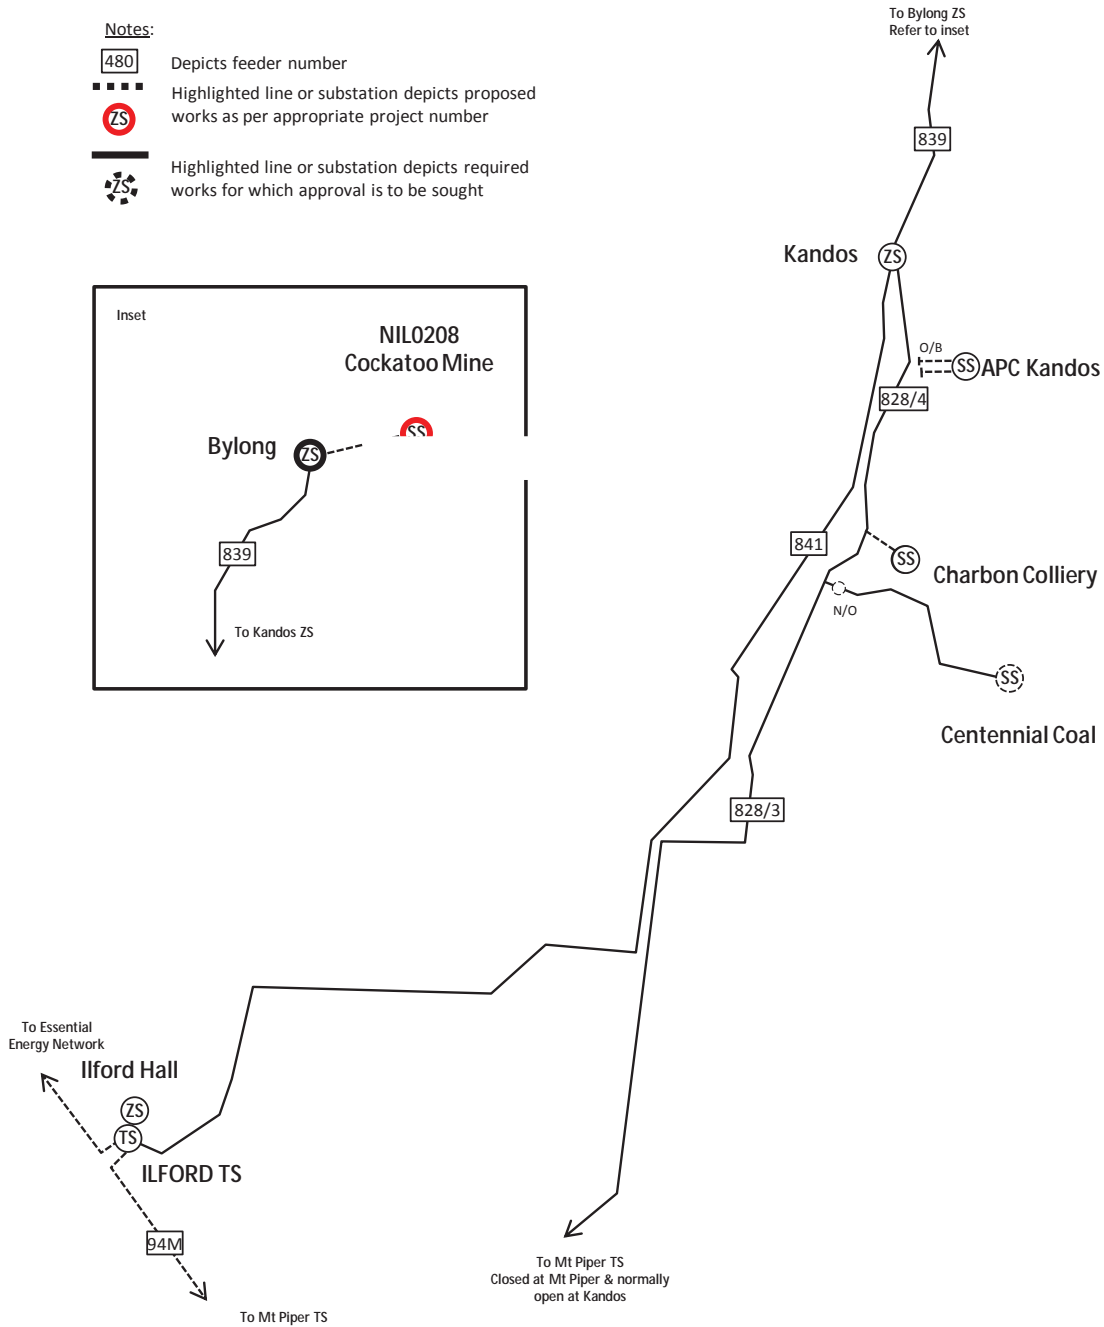 Notes:
480
Depicts feeder number
Highlighted line or substation depicts proposed
works as per appropriate project number
ZS
Highlighted line or substation depicts required
works for which approval is to be sought
ZS
To Bylong ZS
Refer to inset
839
Kandos
ZS
O/B
SS
APC Kandos
828/4
841
SS
Charbon Colliery
N/O
SS
Centennial Coal
828/3
Inset
NIL0208
Cockatoo Mine
SS
Bylong
ZS
839
To Kandos ZS
To Essential
Energy Network
Ilford Hall
ZS
TS
ILFORD TS
94M
To Mt Piper TS
To Mt Piper TS
Closed at Mt Piper & normally
open at Kandos